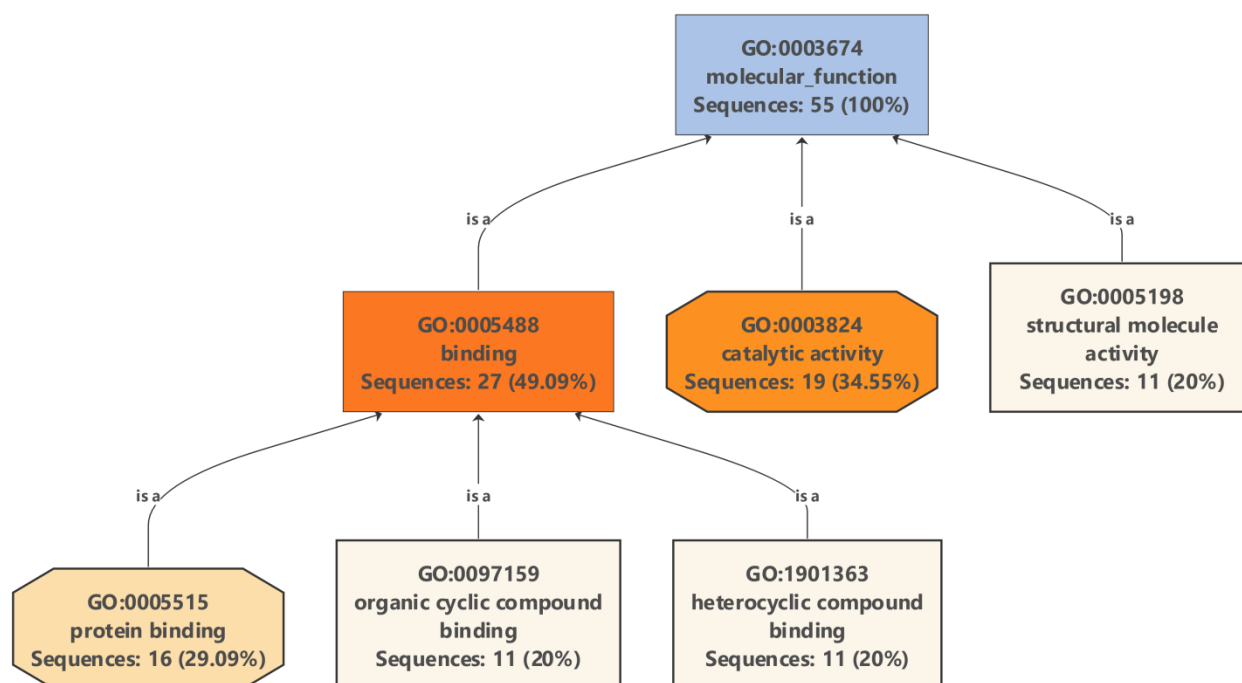 GO:0003674
molecular_function
Sequences: 55 (100%)
is a
is a
is a
GO:0005488
binding
Sequences: 27 (49.09%)
GO:0003824
catalytic activity
Sequences: 19 (34.55%)
GO:0005198
structural molecule
activity
Sequences: 11 (20%)
is a
is a
is a
GO:0005515
protein binding
Sequences: 16 (29.09%)
GO:0097159
organic cyclic compound
binding
Sequences: 11 (20%)
GO:1901363
heterocyclic compound
binding
Sequences: 11 (20%)